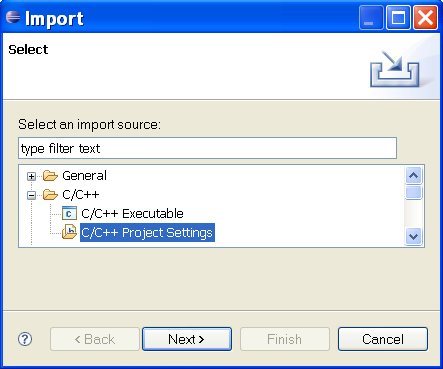 Import
Select
Select an import source:
type filter text
General
C/C++
C/C++ Executable
C/C++ Project Settings
? < Back Next > Finish Cancel